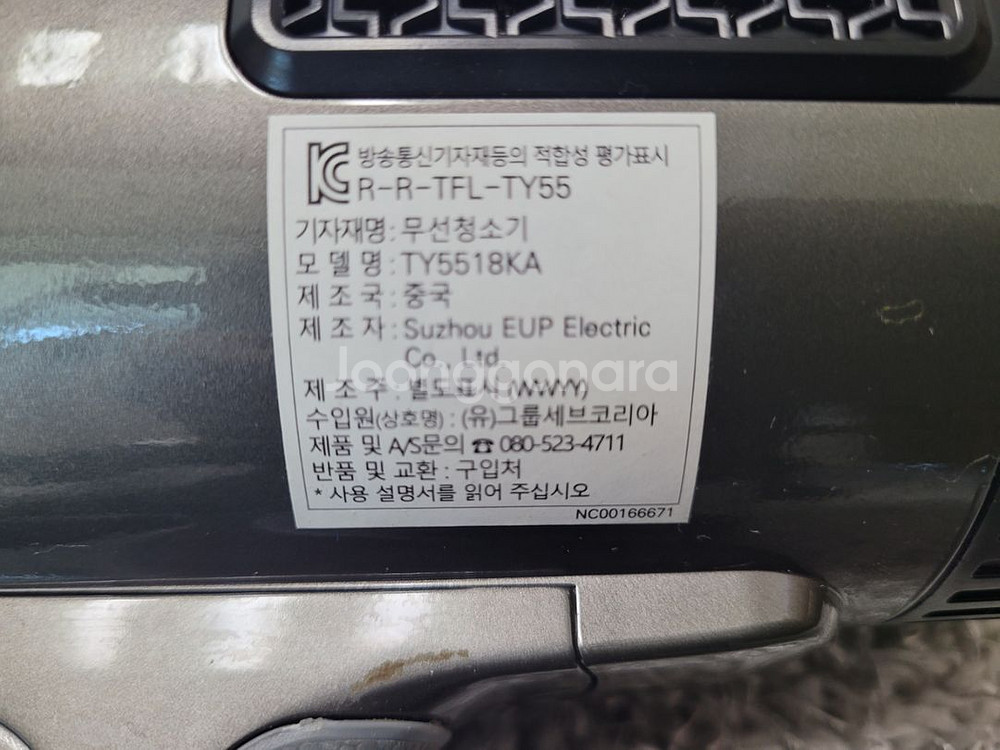 방송통신기자재등의 적합성 평가표시
R-R-TFL-TY55
기자재명 : 무선청소기
모 델 명 : TY5518KA
제 조 국 : 중국
제 조 자 : Suzhou EUP Electric
Co., Ltd
Joonggonara
제 조 주 : 별도표시 (WWYY)
수입원(상호명) : (유)그룹세브코리아
제품 및 A/S문의 ☎ 080-523-4711
반품 및 교환 : 구입처
* 사용 설명서를 읽어 주십시오
NC00166671